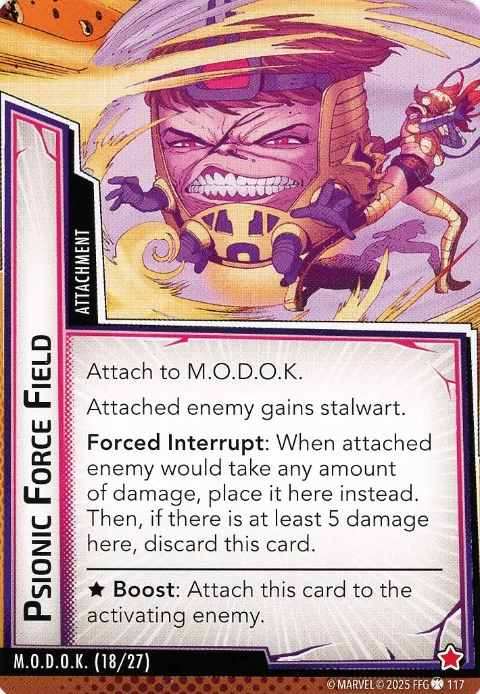 ATTACHMENT
PSIONIC FORCE FIELD
Attach to M.O.D.O.K.
Attached enemy gains stalwart.
Forced Interrupt: When attached
enemy would take any amount
of damage, place it here instead.
Then, if there is at least 5 damage
here, discard this card.
★ Boost: Attach this card to the
activating enemy.
M.O.D.O.K. (18/27)
© MARVEL © 2025 FFG 117